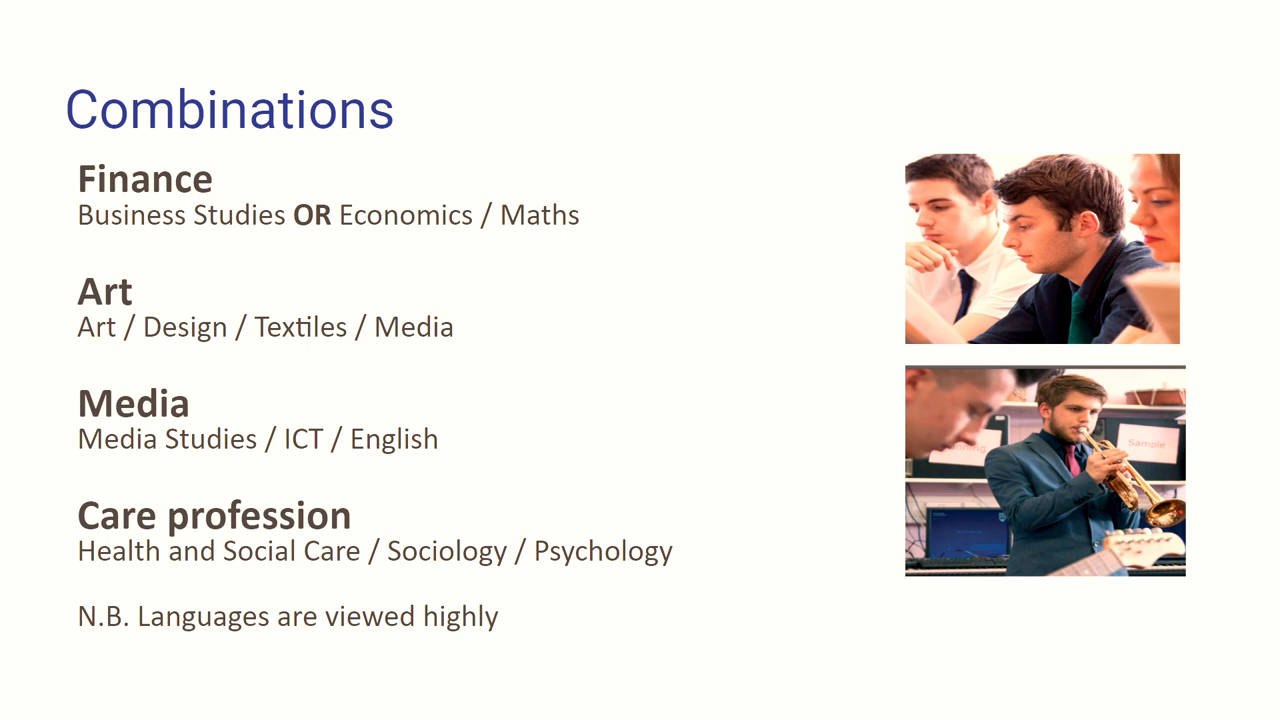 Combinations
Finance
Business Studies OR Economics / Maths
Art
Art / Design / Textiles / Media
Media
Media Studies / ICT / English
Care profession
Health and Social Care / Sociology / Psychology
N.B. Languages are viewed highly
Sample